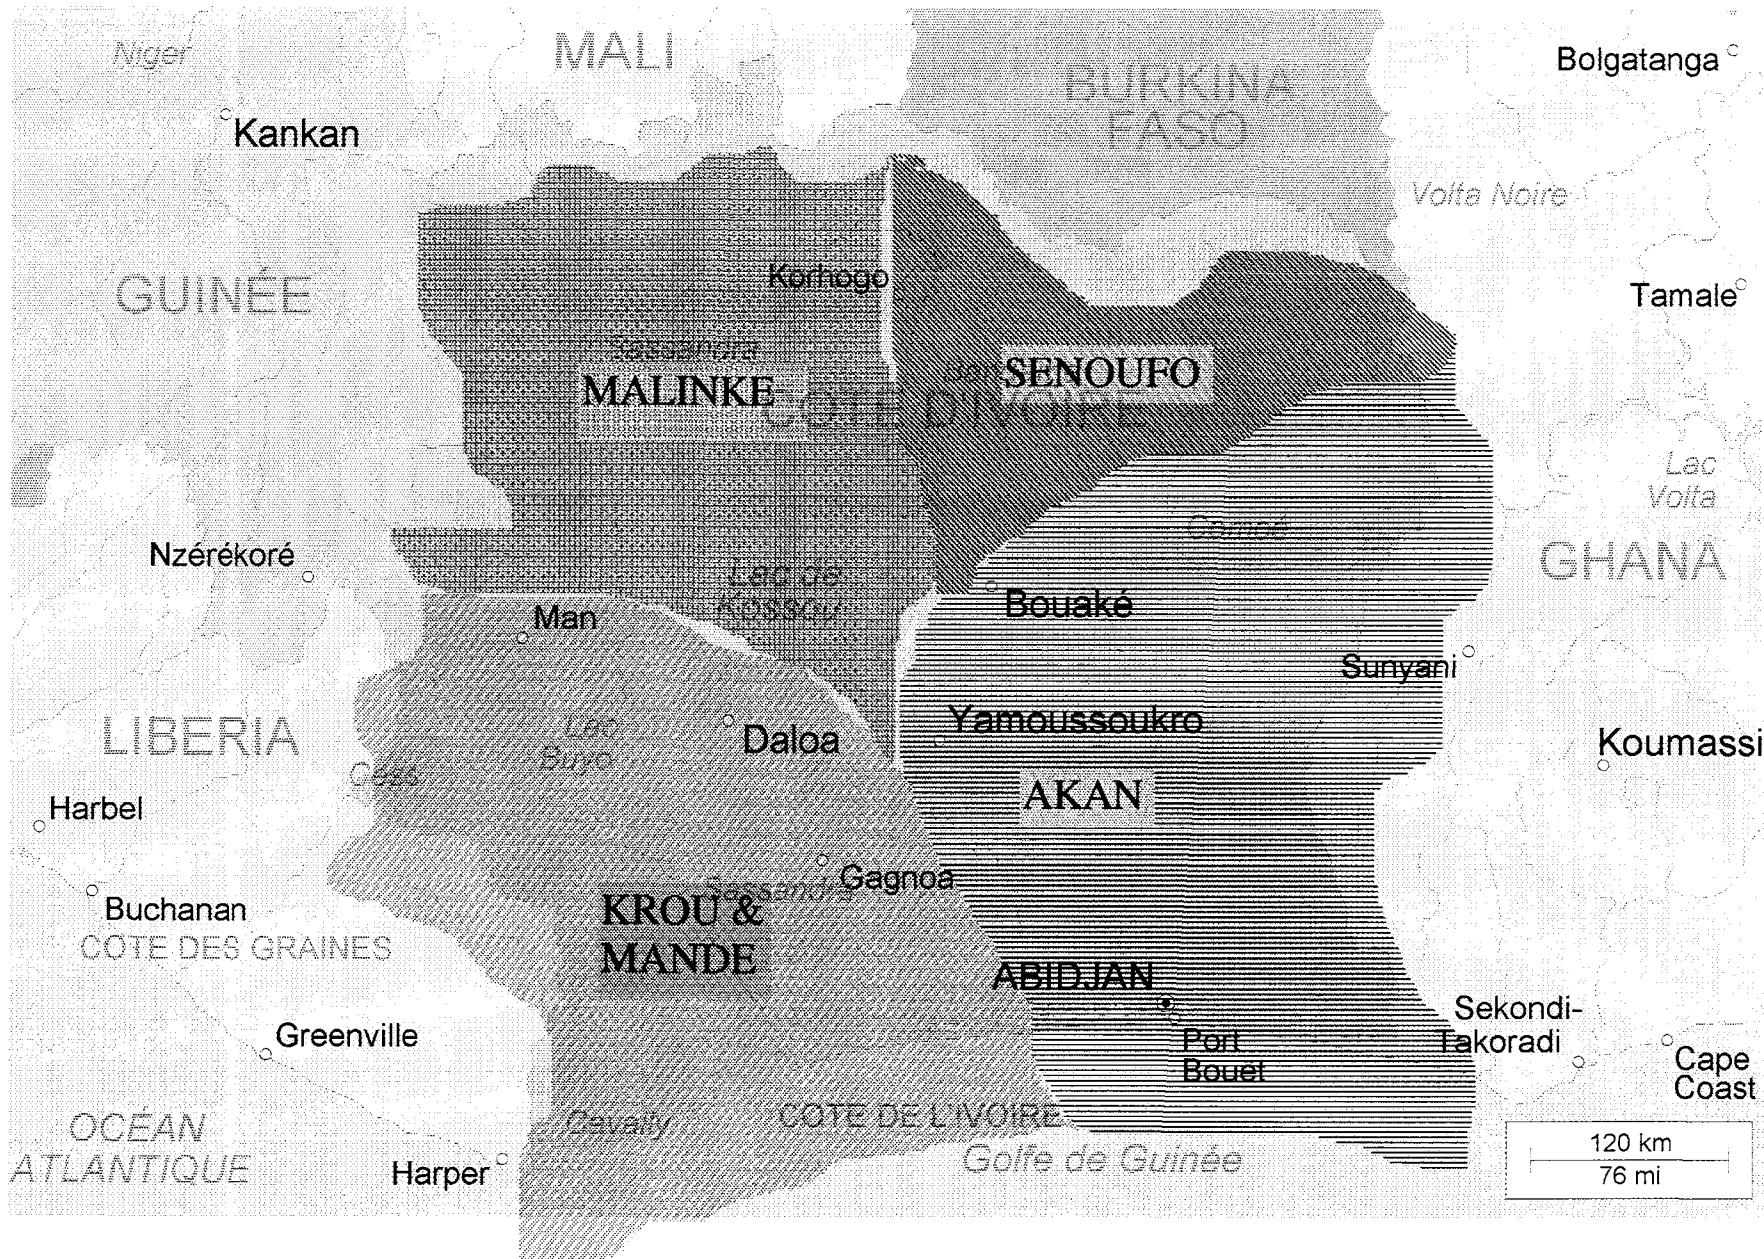 Niger
MALI
BURKINA
FASO
Bolgatanga
Kankan
Volta Noire
GUINÉE
Korhogo
Tamale
Sassandra
MALINKE
SENOUFO
COTE D'IVOIRE
Lac
Volta
Comoé
Nzérékoré
GHANA
Lac de
Kossou
Man
Bouaké
Sunyani
LIBERIA
Lac
Buyo
Daloa
Yamoussoukro
Koumassi
Cess
AKAN
Harbel
Sassandra
Gagnoa
Buchanan
COTE DES GRAINES
KROU &
MANDE
ABIDJAN
Greenville
Port
Bouet
Sekondi-
Takoradi
Cape
Coast
OCÉAN
ATLANTIQUE
Cavally
COTE DE L'IVOIRE
Golfe de Guinée
Harper
120 km
76 mi